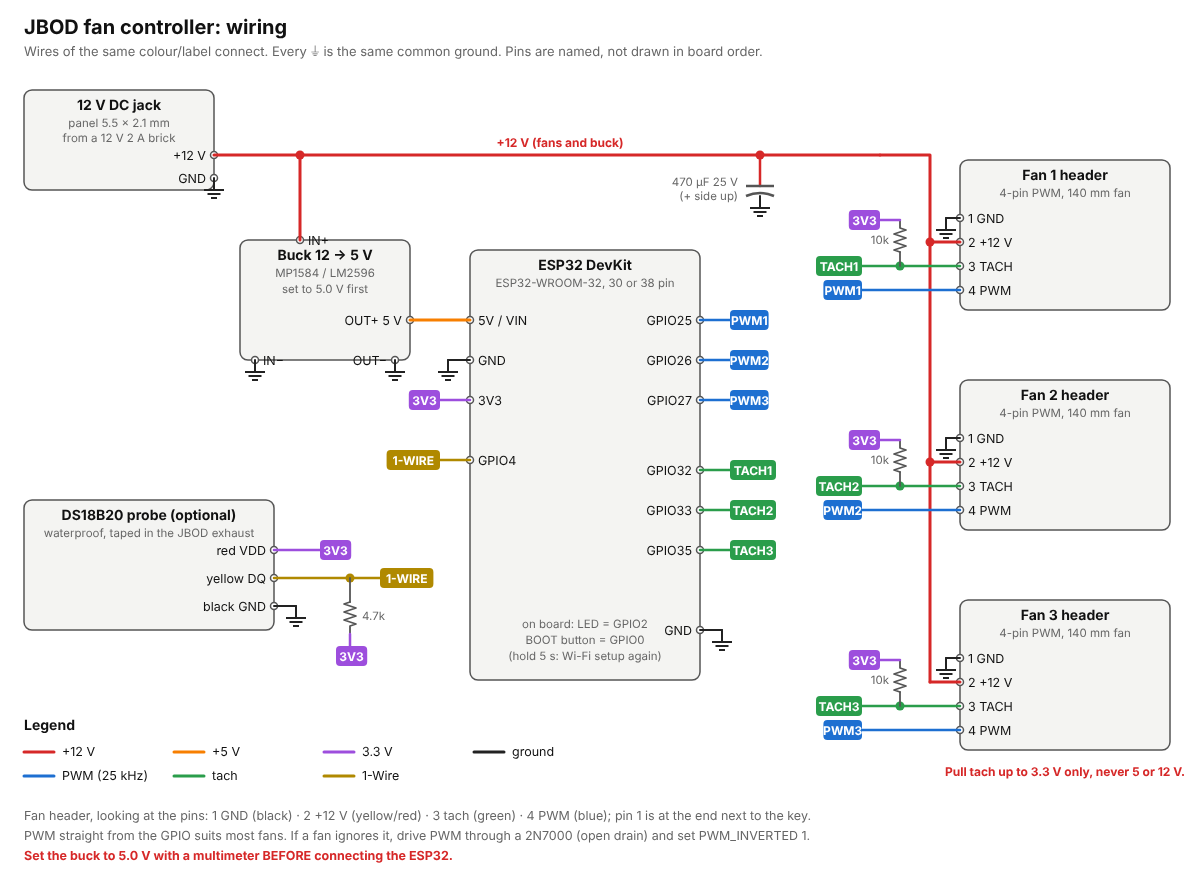 JBOD fan controller: wiring
Wires of the same colour/label connect. Every ⏚ is the same common ground. Pins are named, not drawn in board order.
12 V DC jack
panel 5.5 × 2.1 mm
from a 12 V 2 A brick
+12 V
GND
+12 V (fans and buck)
470 µF 25 V
(+ side up)
IN+
Buck 12 → 5 V
MP1584 / LM2596
set to 5.0 V first
OUT+ 5 V
IN−
OUT−
ESP32 DevKit
ESP32-WROOM-32, 30 or 38 pin
5V / VIN
GND
3V3
3V3
1-WIRE
GPIO4
GPIO25
PWM1
GPIO26
PWM2
GPIO27
PWM3
GPIO32
TACH1
GPIO33
TACH2
GPIO35
TACH3
on board: LED = GPIO2
BOOT button = GPIO0
(hold 5 s: Wi-Fi setup again)
GND
DS18B20 probe (optional)
waterproof, taped in the JBOD exhaust
red VDD
3V3
yellow DQ
1-WIRE
black GND
4.7k
3V3
Fan 1 header
4-pin PWM, 140 mm fan
3V3
10k
TACH1
PWM1
1 GND
2 +12 V
3 TACH
4 PWM
Fan 2 header
4-pin PWM, 140 mm fan
3V3
10k
TACH2
PWM2
1 GND
2 +12 V
3 TACH
4 PWM
Fan 3 header
4-pin PWM, 140 mm fan
3V3
10k
TACH3
PWM3
1 GND
2 +12 V
3 TACH
4 PWM
Pull tach up to 3.3 V only, never 5 or 12 V.
Legend
+12 V
+5 V
3.3 V
ground
PWM (25 kHz)
tach
1-Wire
Fan header, looking at the pins: 1 GND (black) · 2 +12 V (yellow/red) · 3 tach (green) · 4 PWM (blue); pin 1 is at the end next to the key.
PWM straight from the GPIO suits most fans. If a fan ignores it, drive PWM through a 2N7000 (open drain) and set PWM_INVERTED 1.
Set the buck to 5.0 V with a multimeter BEFORE connecting the ESP32.